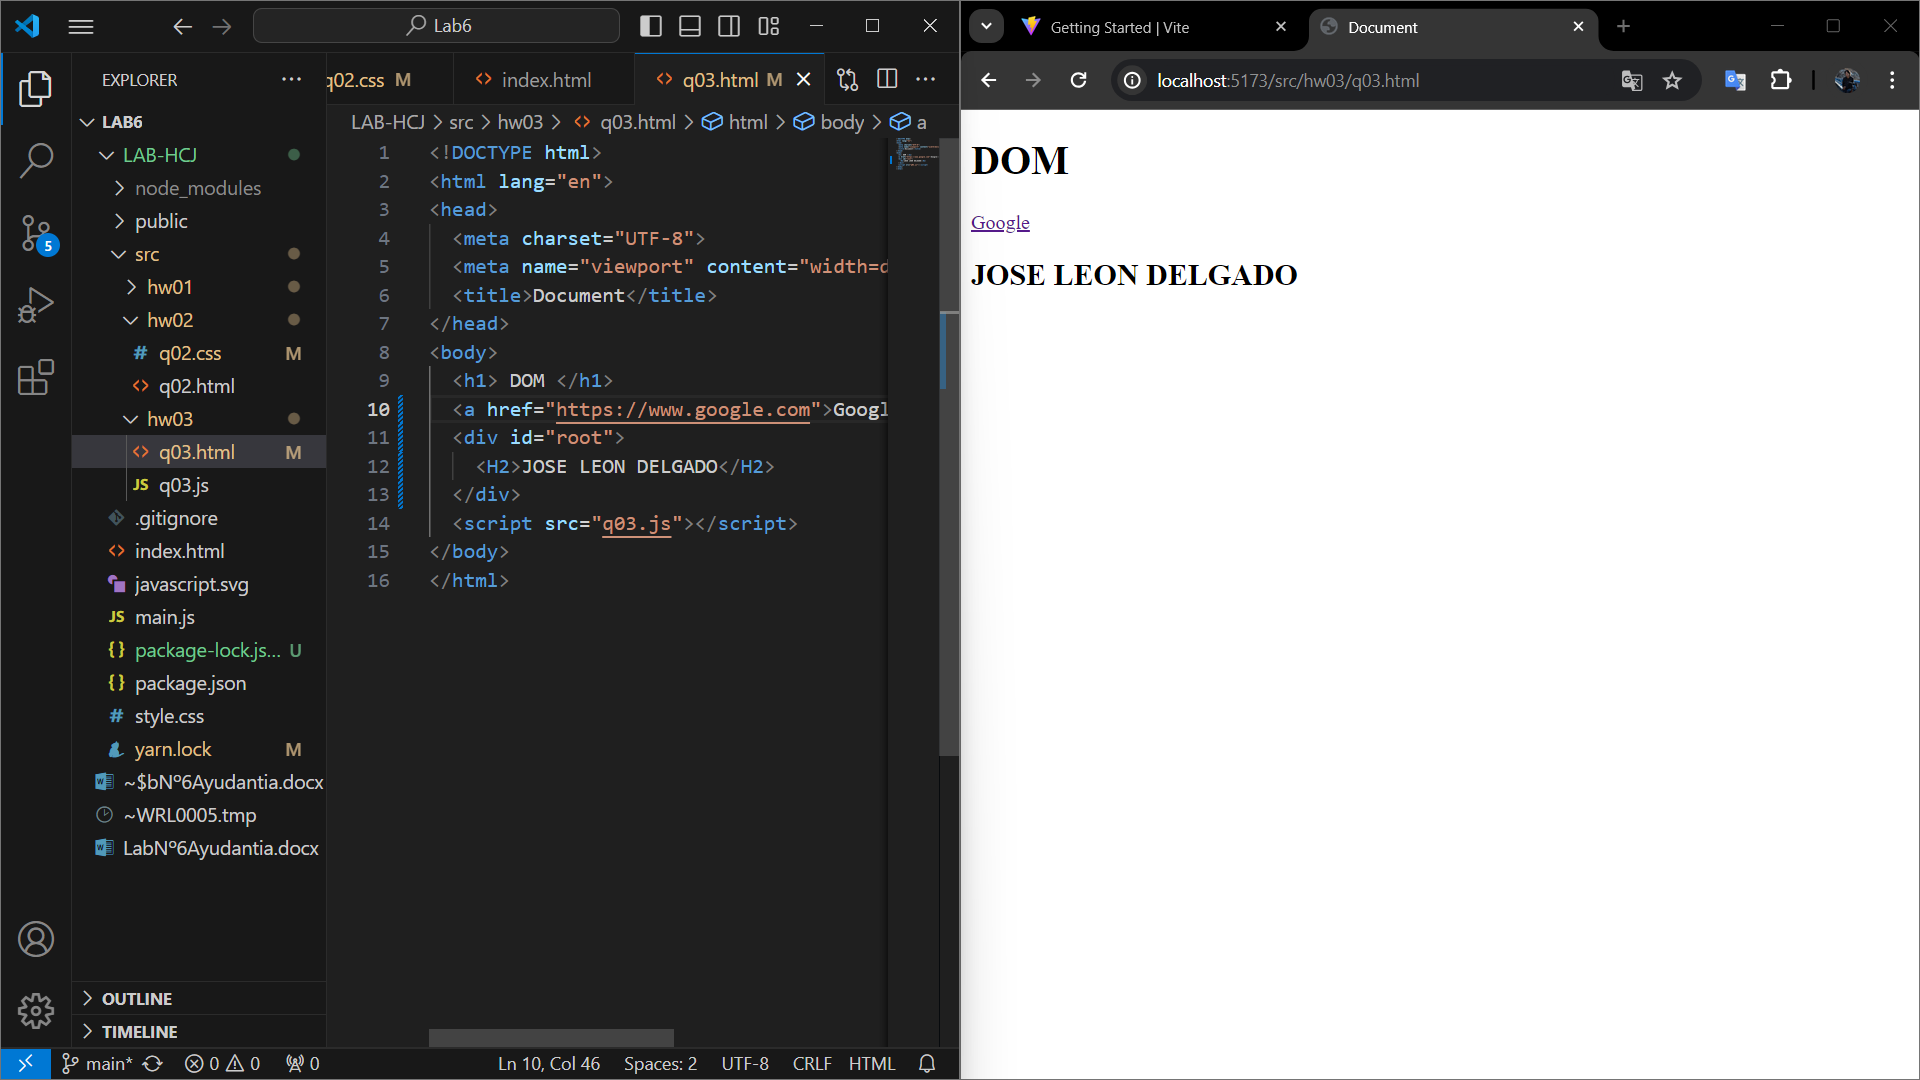 Lab6
EXPLORER
LAB6
LAB-HCJ
node_modules
public
src
hw01
hw02
# q02.css M
<> q02.html
hw03
<> q03.html M
JS q03.js
.gitignore
<> index.html
javascript.svg
JS main.js
{} package-lock.js... U
{} package.json
# style.css
yarn.lock M
~$bNº6Ayudantia.docx
~WRL0005.tmp
LabNº6Ayudantia.docx
OUTLINE
TIMELINE
q02.css M <> index.html <> q03.html M
LAB-HCJ > src > hw03 > <> q03.html > html > body > a
1 <!DOCTYPE html>
2 <html lang="en">
3 <head>
4 <meta charset="UTF-8">
5 <meta name="viewport" content="width=d
6 <title>Document</title>
7 </head>
8 <body>
9 <h1> DOM </h1>
10 <a href="https://www.google.com">Googl
11 <div id="root">
12 <H2>JOSE LEON DELGADO</H2>
13 </div>
14 <script src="q03.js"></script>
15 </body>
16 </html>
5
main* 0 0 0 Ln 10, Col 46 Spaces: 2 UTF-8 CRLF HTML
Getting Started | Vite Document
localhost:5173/src/hw03/q03.html
DOM
Google
JOSE LEON DELGADO